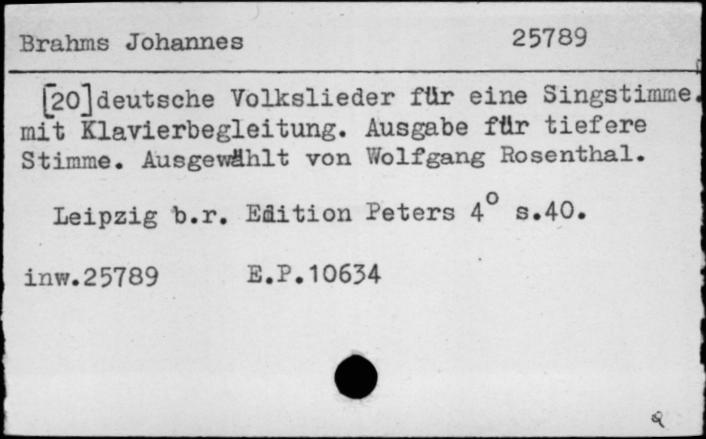 Brahms Johannes 25789
[20]deutsche Volkslieder für eine Singstimme.
mit Klavierbegleitung. Ausgabe für tiefere
Stimme. Ausgewählt von Wolfgang Rosenthal.
Leipzig b.r. Edition Peters 4° s.40.
inw.25789 E.P.10634